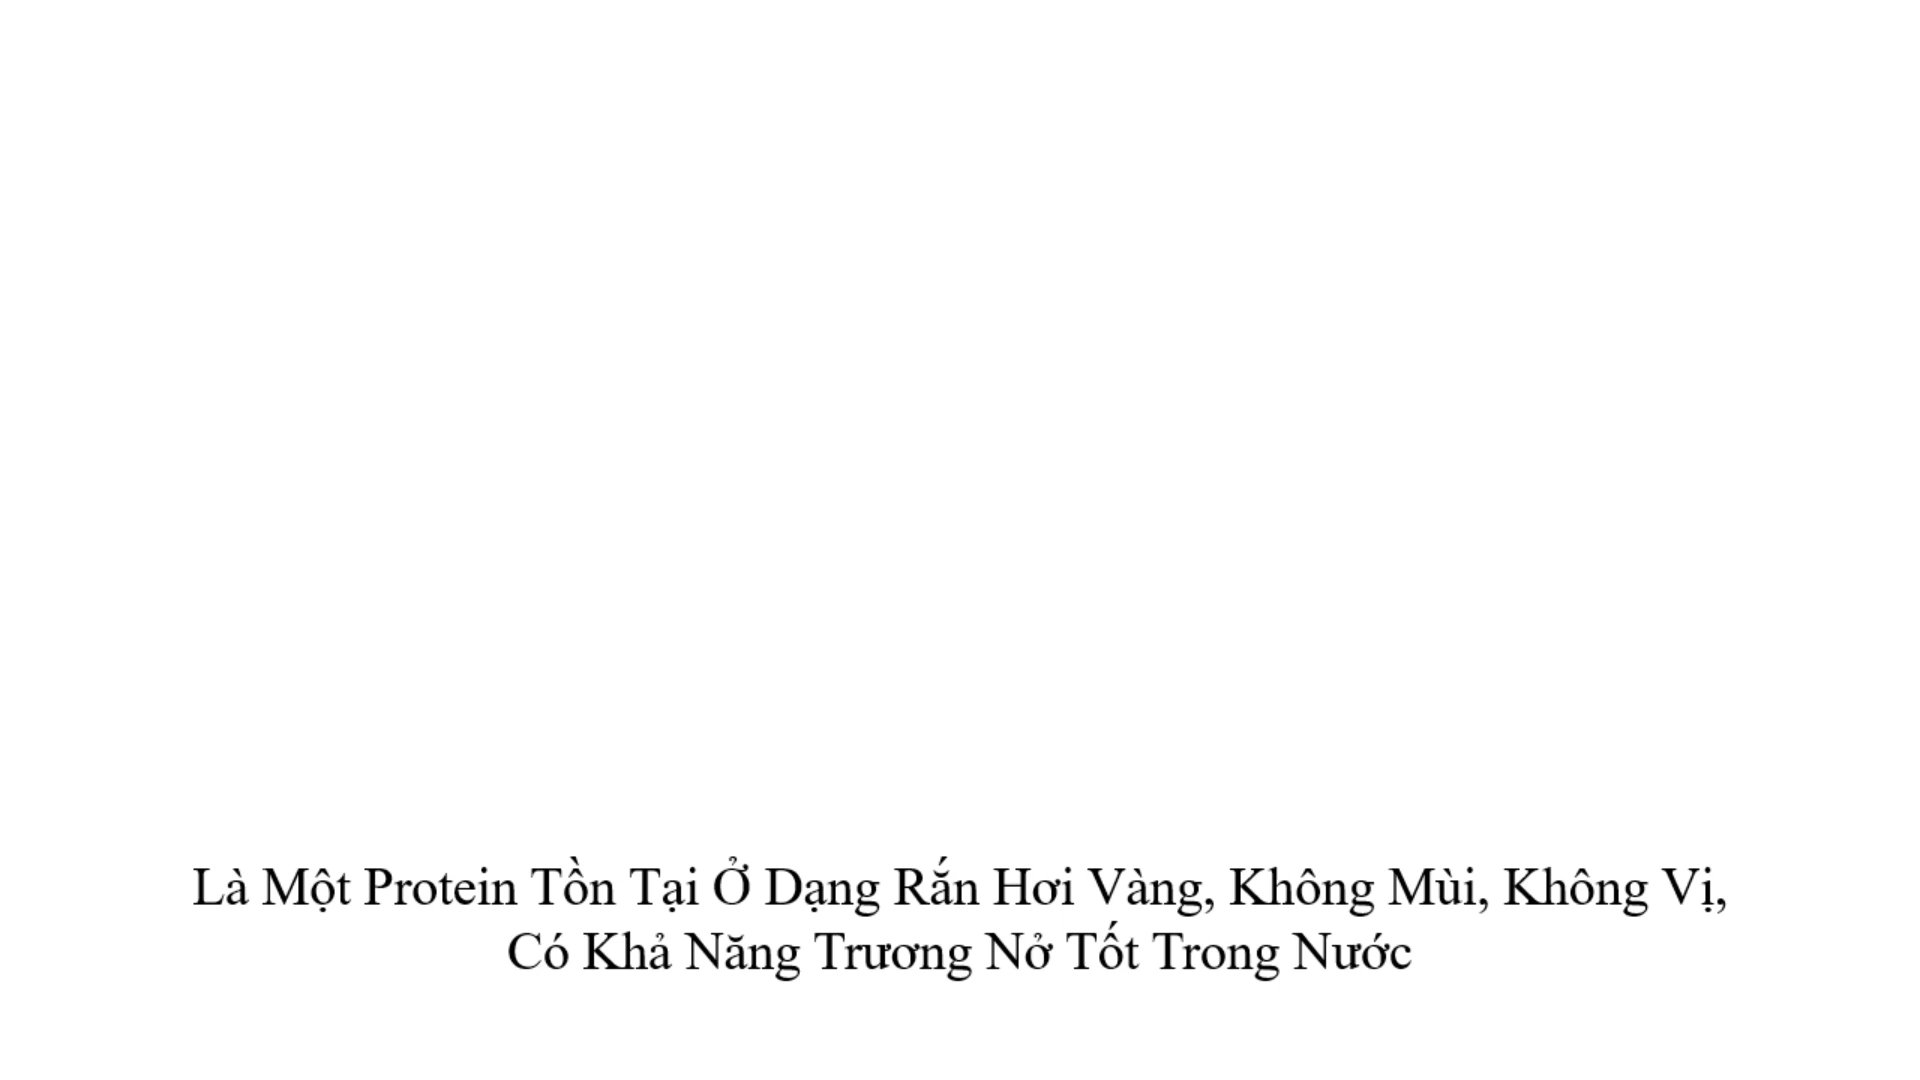 Là Một Protein Tồn Tại Ở Dạng Rắn Hơi Vàng, Không Mùi, Không Vị,
Có Khả Năng Trương Nở Tốt Trong Nước